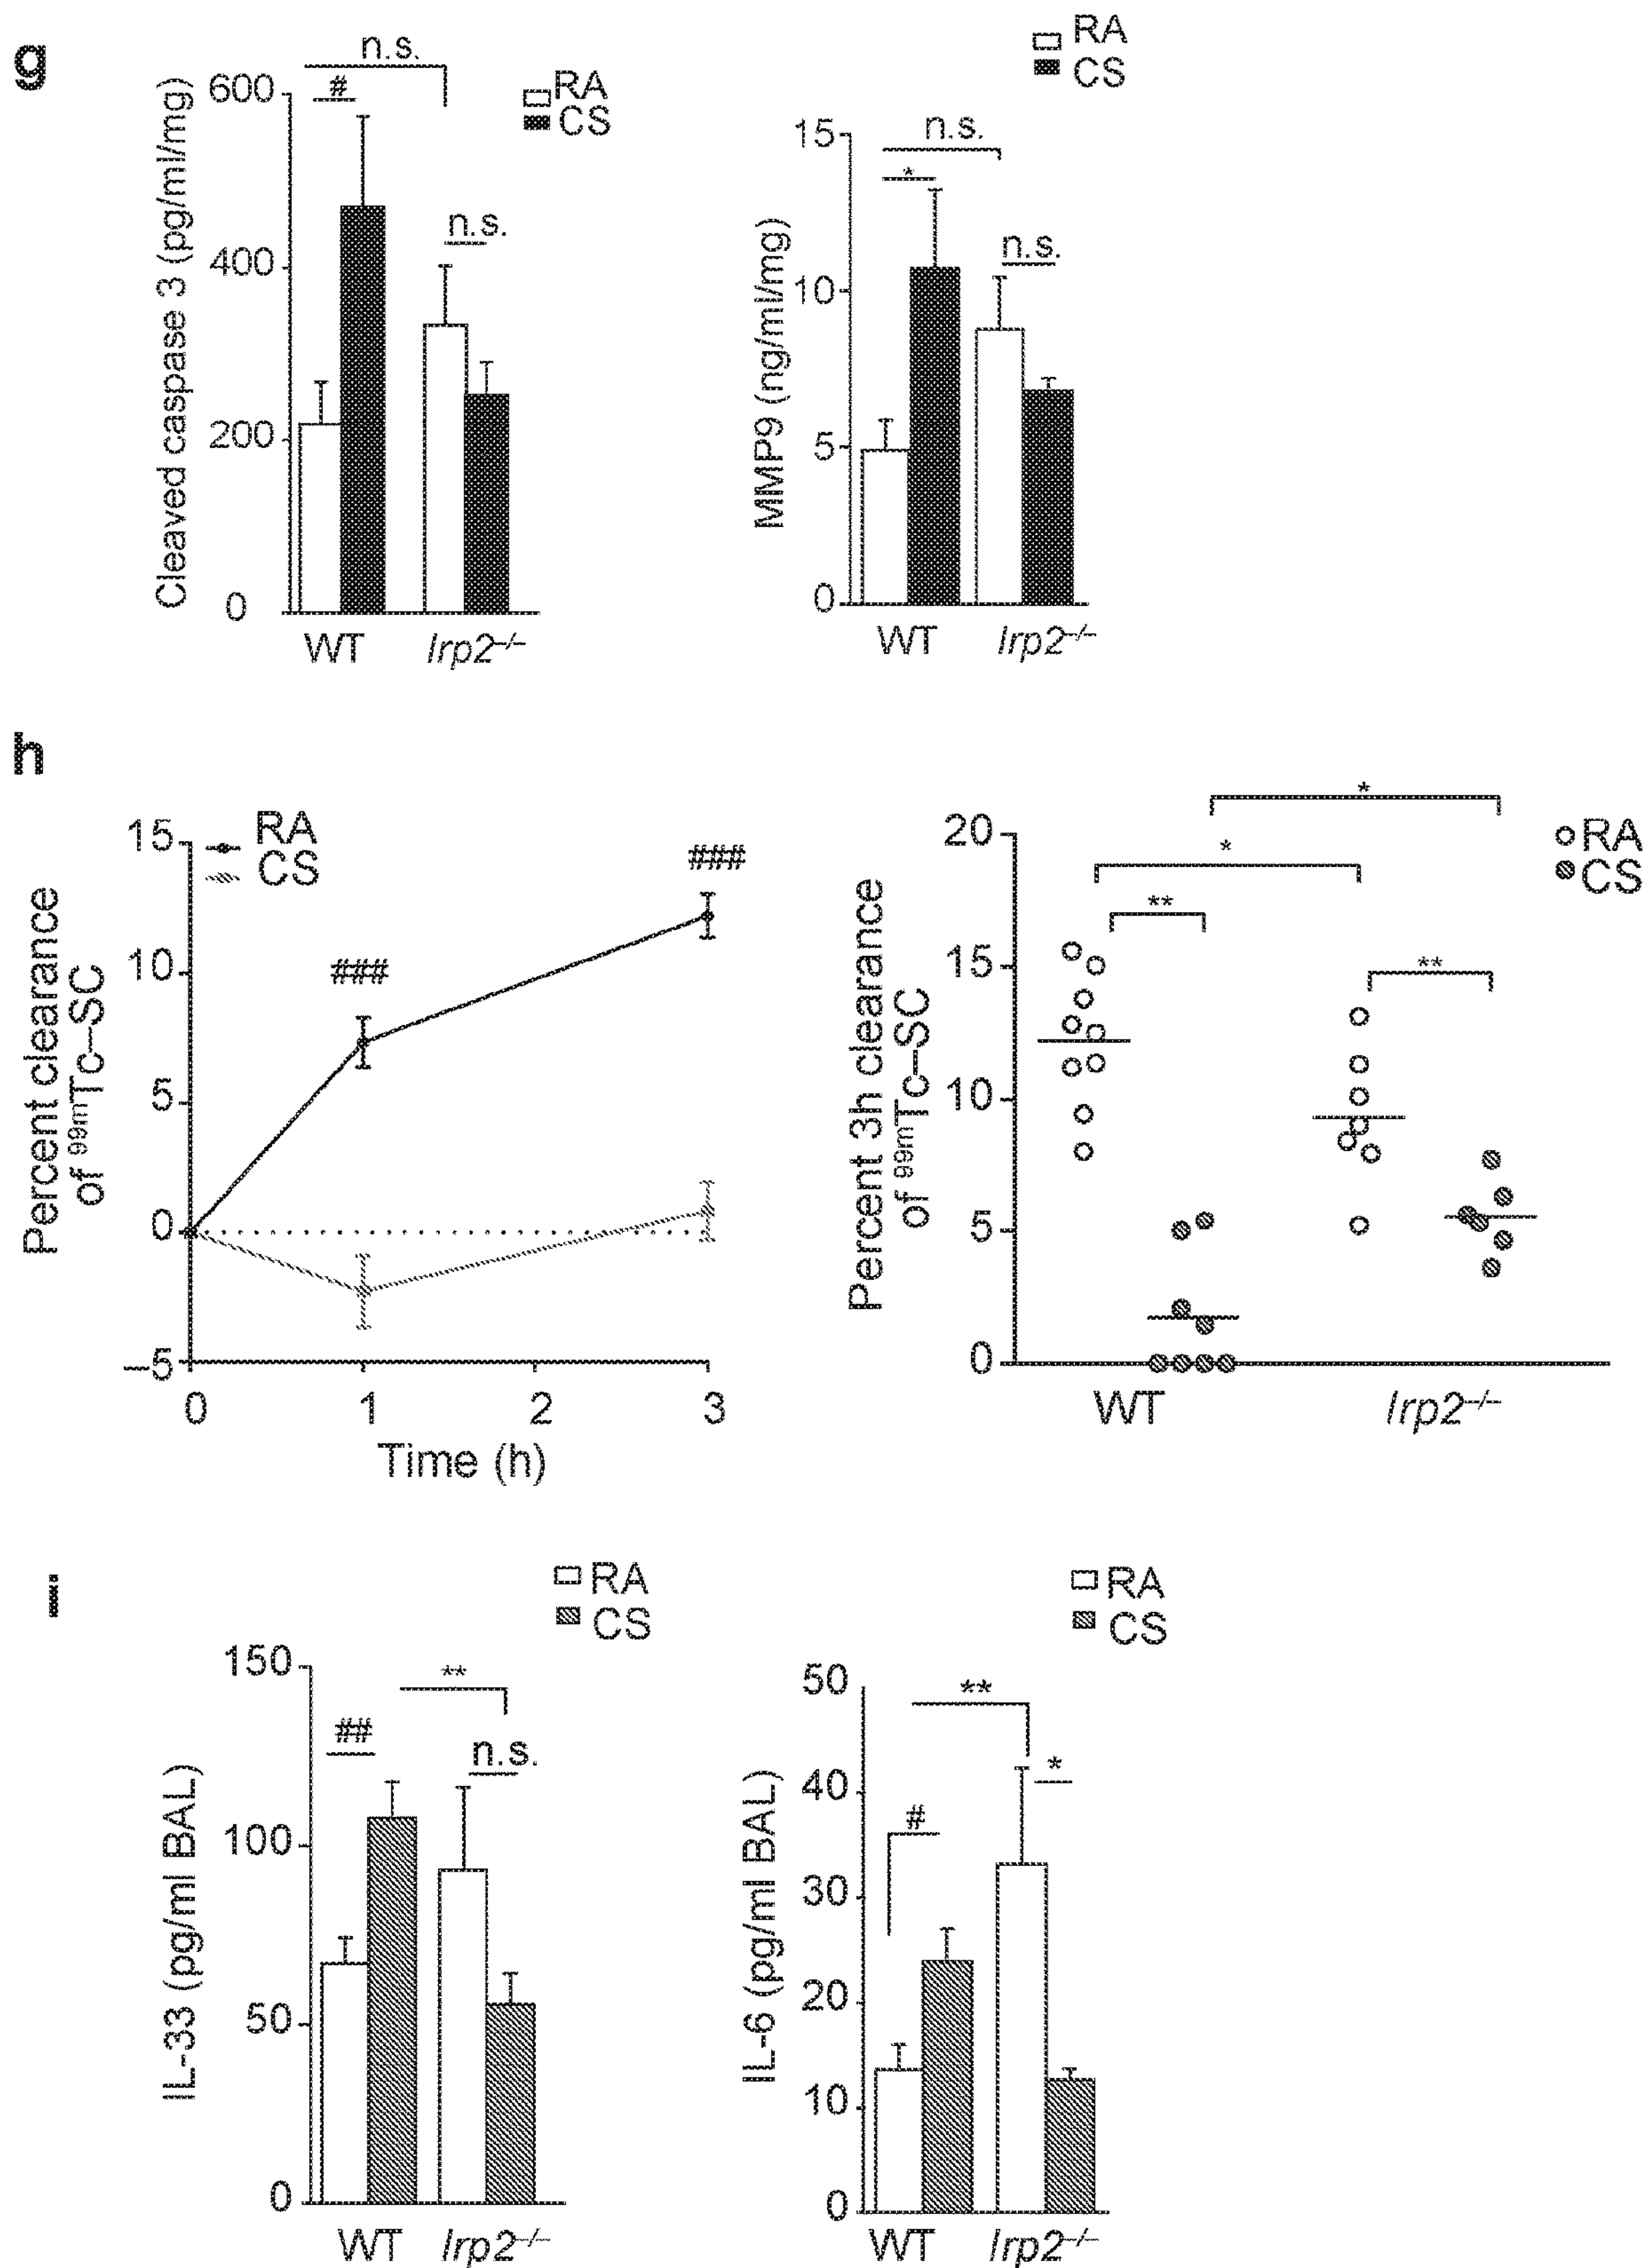 g
n.s.
#
n.s.
RA
CS
600
400
200
0
Cleaved caspase 3 (pg/ml/mg)
WT
Irp2−/−
RA
CS
n.s.
*
n.s.
15
10
5
0
MMP9 (ng/ml/mg)
WT
Irp2−/−
h
RA
CS
###
###
15
10
5
0
−5
Percent clearance
of 99mTc–SC
0
1
2
3
Time (h)
*
*
**
**
RA
CS
20
15
10
5
0
Percent 3h clearance
of 99mTc–SC
WT
Irp2−/−
i
RA
CS
**
##
n.s.
150
100
50
0
IL-33 (pg/ml BAL)
WT
Irp2−/−
RA
CS
**
*
#
50
40
30
20
10
0
IL-6 (pg/ml BAL)
WT
Irp2−/−